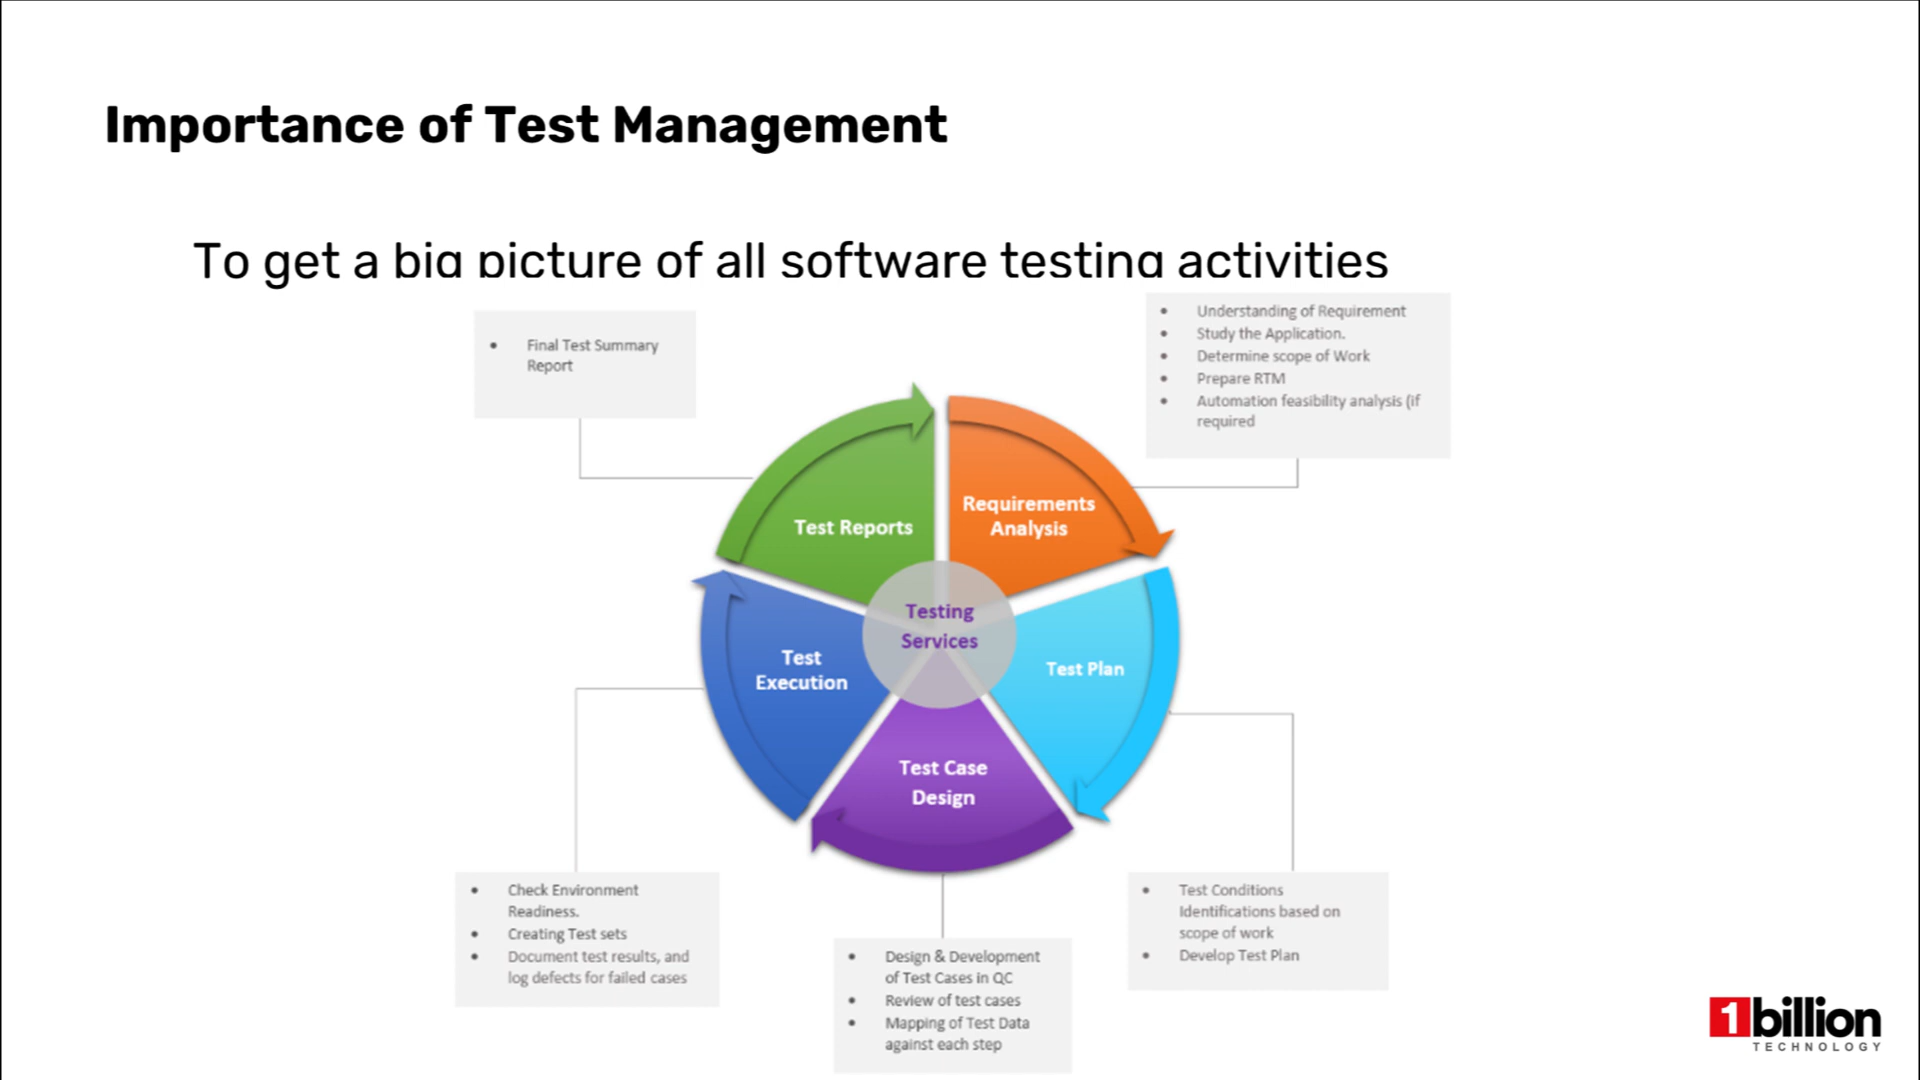 Importance of Test Management
To get a big picture of all software testing activities
• Final Test Summary
Report
• Understanding of Requirement
• Study the Application.
• Determine scope of Work
• Prepare RTM
• Automation feasibility analysis (if
required
Test Reports
Requirements
Analysis
Testing
Services
Test
Execution
Test Plan
Test Case
Design
• Check Environment
Readiness.
• Creating Test sets
• Document test results, and
log defects for failed cases
• Design & Development
of Test Cases in QC
• Review of test cases
• Mapping of Test Data
against each step
• Test Conditions
Identifications based on
scope of work
• Develop Test Plan
1billion
TECHNOLOGY